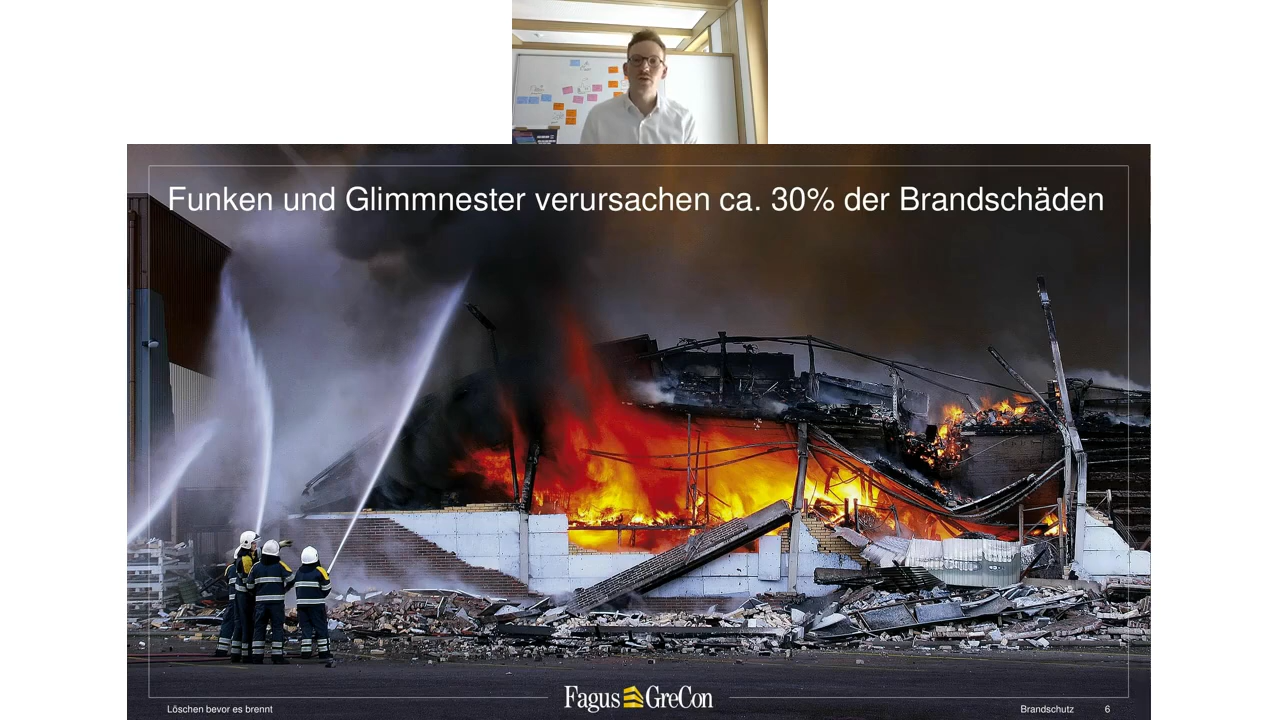 Funken und Glimmnester verursachen ca. 30% der Brandschäden
Fagus GreCon
Löschen bevor es brennt
Brandschutz 6